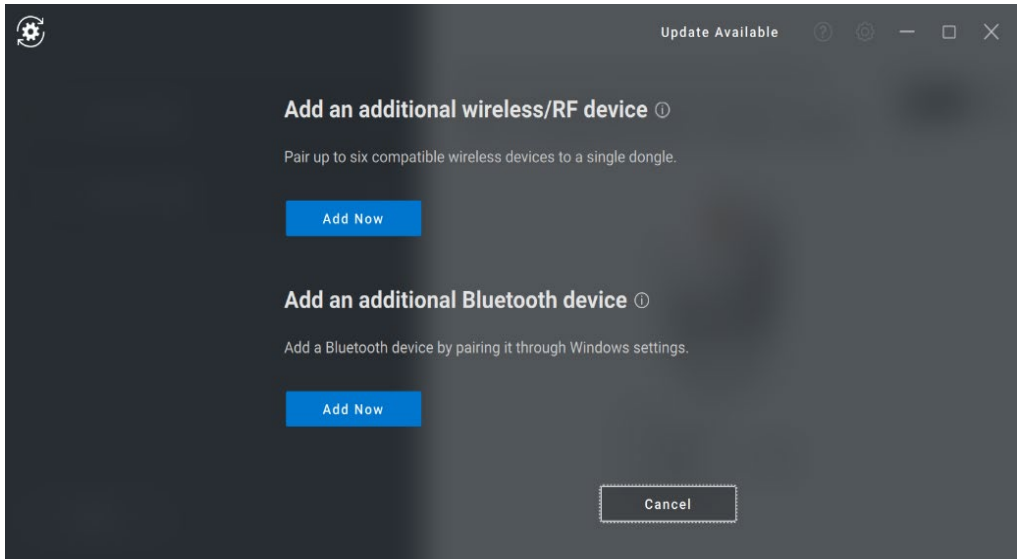 Update Available
Add an additional wireless/RF device
Pair up to six compatible wireless devices to a single dongle.
Add Now
Add an additional Bluetooth device
Add a Bluetooth device by pairing it through Windows settings.
Add Now
Cancel